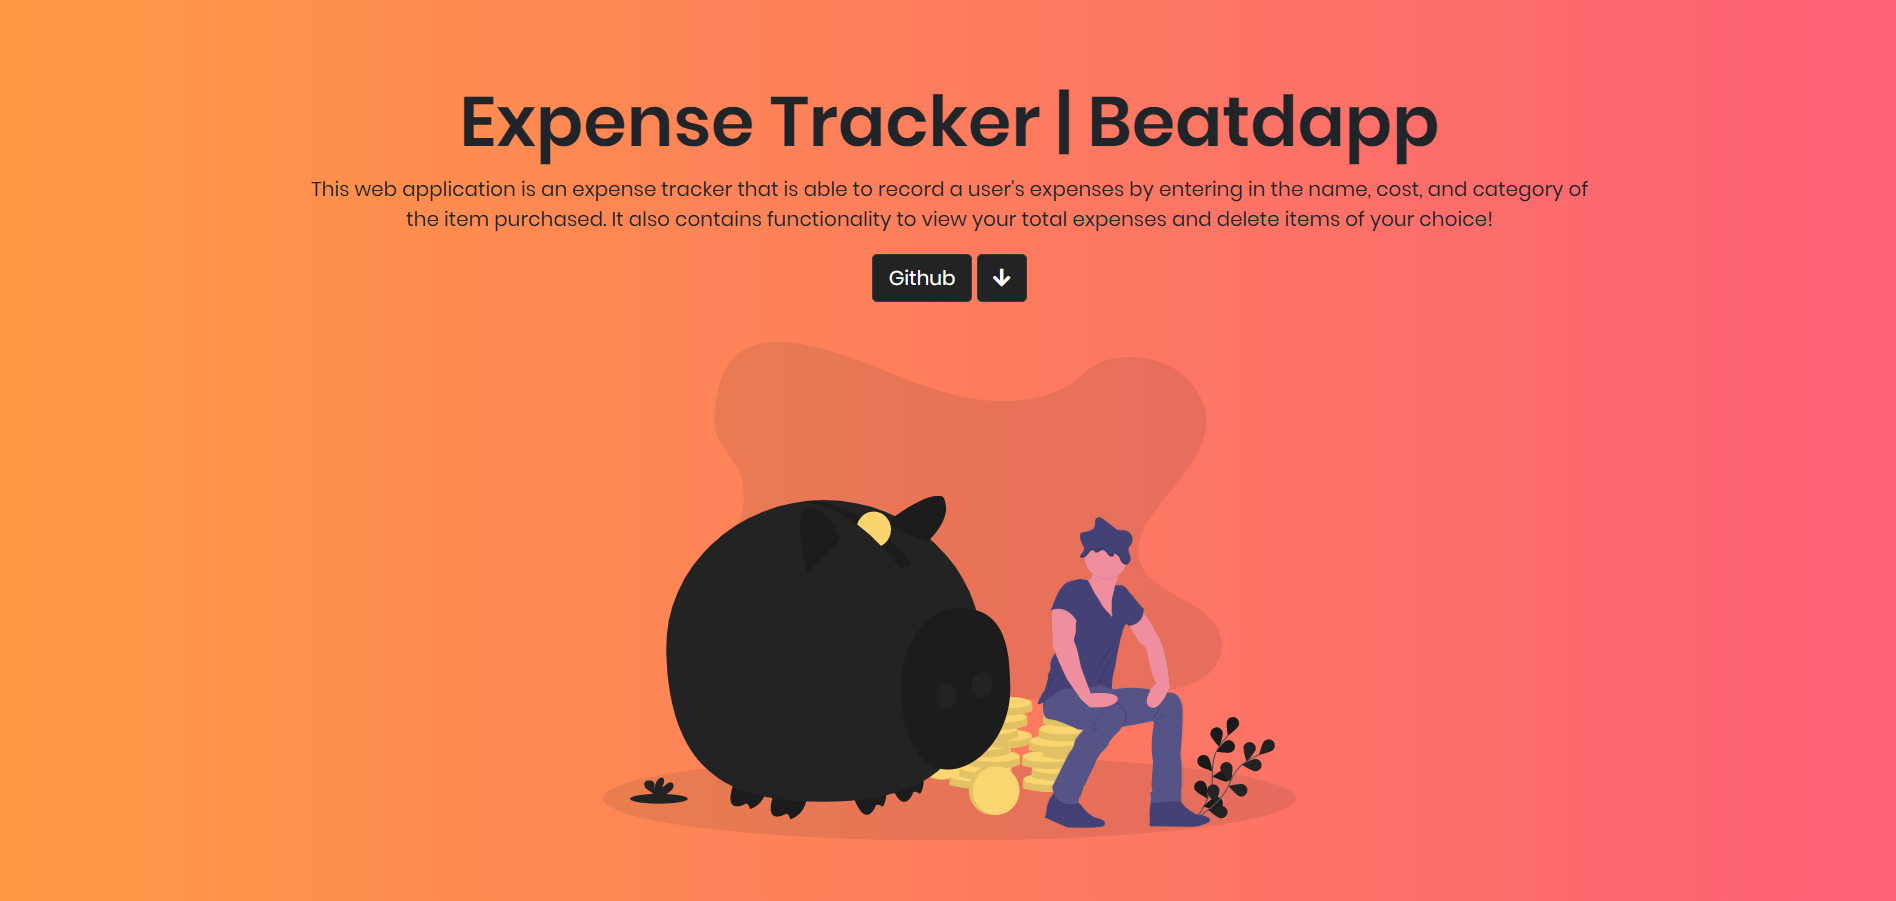 Expense Tracker | Beatdapp
This web application is an expense tracker that is able to record a user's expenses by entering in the name, cost, and category of
the item purchased. It also contains functionality to view your total expenses and delete items of your choice!
Github